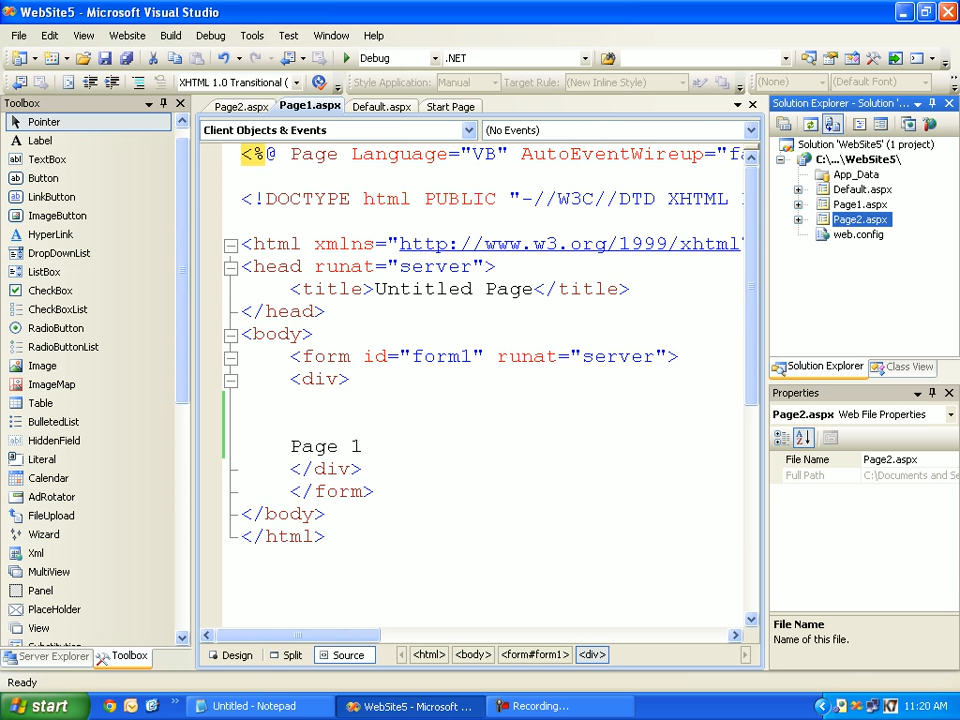 WebSite5 - Microsoft Visual Studio
File Edit View Website Build Debug Tools Test Window Help
Debug .NET
XHTML 1.0 Transitional ( Style Application: Manual Target Rule: (New Inline Style) (None) (Default Font)
Toolbox
Pointer
Label
TextBox
Button
LinkButton
ImageButton
HyperLink
DropDownList
ListBox
CheckBox
CheckBoxList
RadioButton
RadioButtonList
Image
ImageMap
Table
BulletedList
HiddenField
Literal
Calendar
AdRotator
FileUpload
Wizard
Xml
MultiView
Panel
PlaceHolder
View
Substitution
Server Explorer Toolbox
Page2.aspx Page1.aspx Default.aspx Start Page
Client Objects & Events (No Events)
<%@ Page Language="VB" AutoEventWireup="fa
<!DOCTYPE html PUBLIC "-//W3C//DTD XHTML
<html xmlns="http://www.w3.org/1999/xhtml"
<head runat="server">
<title>Untitled Page</title>
</head>
<body>
<form id="form1" runat="server">
<div>
Page 1
</div>
</form>
</body>
</html>
Design Split Source <html> <body> <form#form1> <div>
Solution Explorer - Solution '...
Solution 'WebSite5' (1 project)
C:\...\WebSite5\
App_Data
Default.aspx
Page1.aspx
Page2.aspx
web.config
Solution Explorer Class View
Properties
Page2.aspx Web File Properties
File Name Page2.aspx
Full Path C:\Documents and Se
File Name
Name of this file.
Ready
start Untitled - Notepad WebSite5 - Microsoft ... Recording... 11:20 AM